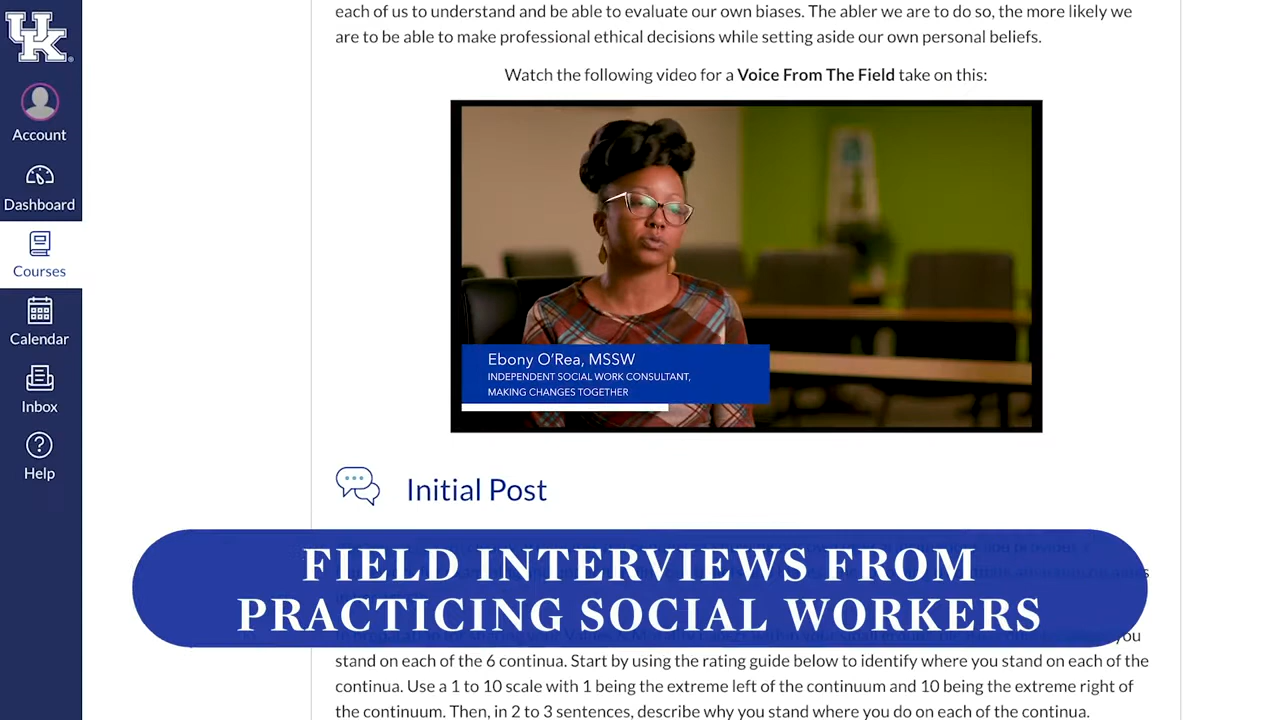 each of us to understand and be able to evaluate our own biases. The abler we are to do so, the more likely we
are to be able to make professional ethical decisions while setting aside our own personal beliefs.
Watch the following video for a Voice From The Field take on this:
UK
Account
Dashboard
Courses
Calendar
Inbox
Help
Ebony O'Rea, MSSW
INDEPENDENT SOCIAL WORK CONSULTANT,
MAKING CHANGES TOGETHER
Initial Post
FIELD INTERVIEWS FROM
PRACTICING SOCIAL WORKERS
you
stand on each of the 6 continua. Start by using the rating guide below to identify where you stand on each of the
continua. Use a 1 to 10 scale with 1 being the extreme left of the continuum and 10 being the extreme right of
the continuum. Then, in 2 to 3 sentences, describe why you stand where you do on each of the continua.